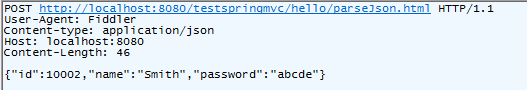 POST http://localhost:8080/testspringmvc/hello/parseJson.html HTTP/1.1
User-Agent: Fiddler
Content-type: application/json
Host: localhost:8080
Content-Length: 46
{"id":10002,"name":"Smith","password":"abcde"}